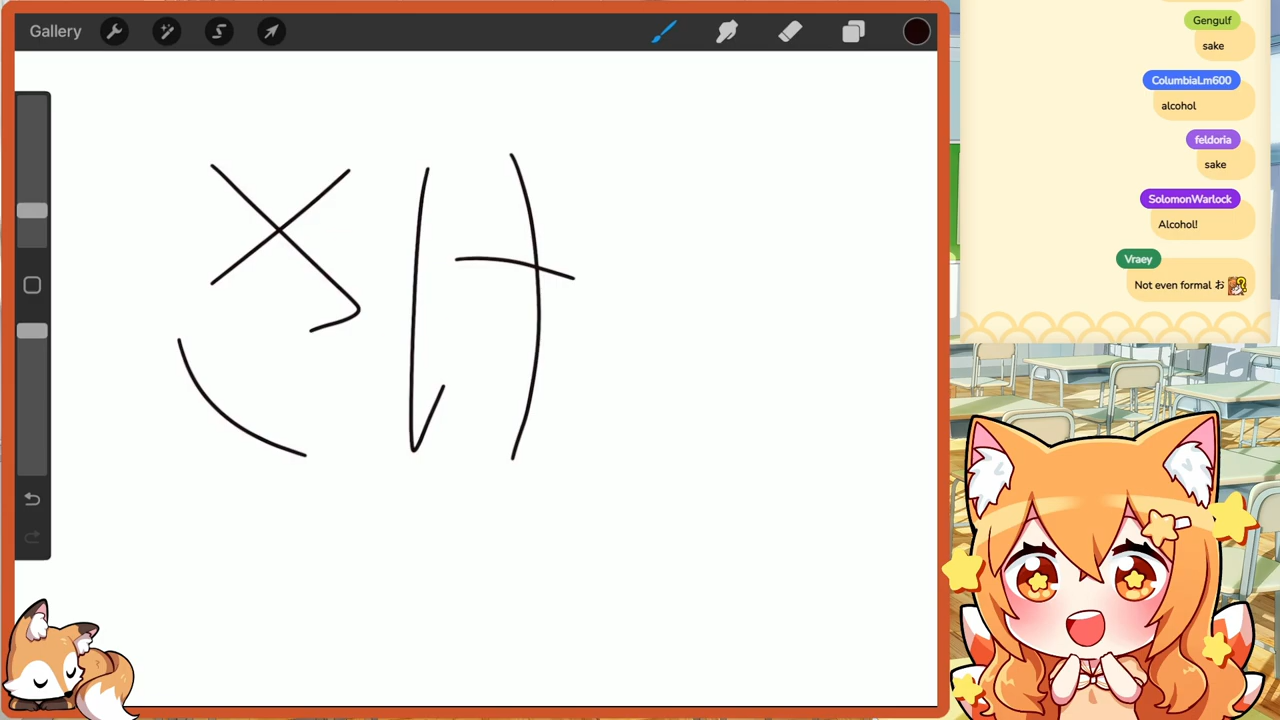 Gallery
さけ
Gengulf
sake
ColumbiaLm600
alcohol
feldoria
sake
SolomonWarlock
Alcohol!
Vraey
Not even formal お